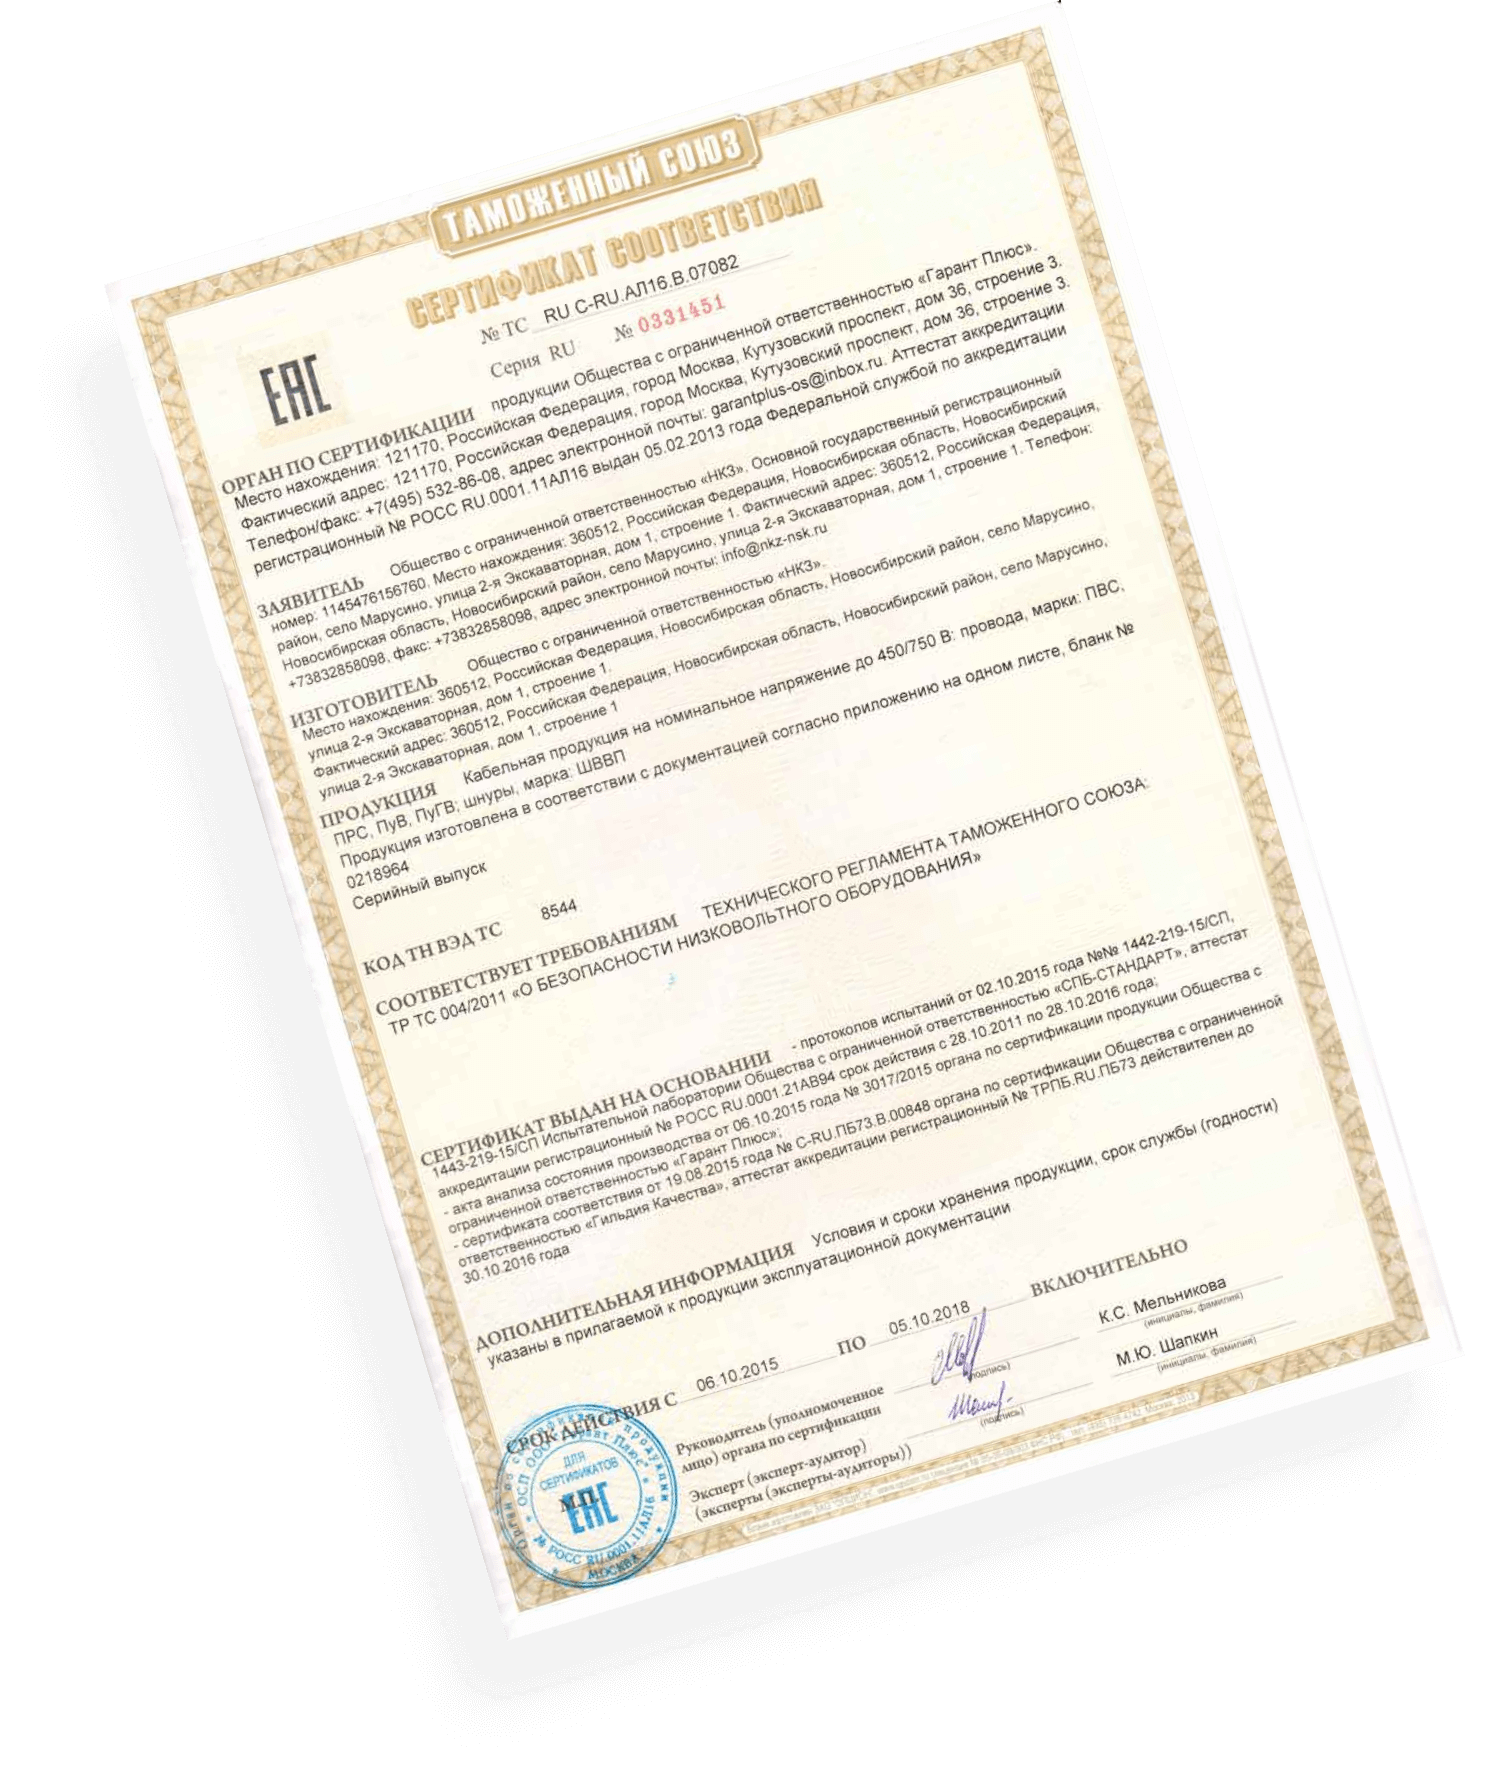 ТАМОЖЕННЫЙ СОЮЗ
СЕРТИФИКАТ СООТВЕТСТВИЯ
№ ТС RU C-RU.АЛ16.В.07082
Серия RU № 0331451
ЕАС
ОРГАН ПО СЕРТИФИКАЦИИ продукции Общества с ограниченной ответственностью «Гарант Плюс».
Место нахождения: 121170, Российская Федерация, город Москва, Кутузовский проспект, дом 36, строение 3.
Фактический адрес: 121170, Российская Федерация, город Москва, Кутузовский проспект, дом 36, строение 3.
Телефон/факс: +7(495) 532-86-08, адрес электронной почты: garantplus-os@inbox.ru. Аттестат аккредитации
регистрационный № РОСС RU.0001.11АЛ16 выдан 05.02.2013 года Федеральной службой по аккредитации
ЗАЯВИТЕЛЬ Общество с ограниченной ответственностью «НКЗ». Основной государственный регистрационный
номер: 1145476156760. Место нахождения: 360512, Российская Федерация, Новосибирская область, Новосибирский
район, село Марусино, улица 2-я Экскаваторная, дом 1, строение 1. Фактический адрес: 360512, Российская Федерация,
Новосибирская область, Новосибирский район, село Марусино, улица 2-я Экскаваторная, дом 1, строение 1. Телефон:
+73832858098, факс: +73832858098, адрес электронной почты: info@nkz-nsk.ru
ИЗГОТОВИТЕЛЬ Общество с ограниченной ответственностью «НКЗ».
Место нахождения: 360512, Российская Федерация, Новосибирская область, Новосибирский район, село Марусино,
улица 2-я Экскаваторная, дом 1, строение 1.
Фактический адрес: 360512, Российская Федерация, Новосибирская область, Новосибирский район, село Марусино,
улица 2-я Экскаваторная, дом 1, строение 1
ПРОДУКЦИЯ Кабельная продукция на номинальное напряжение до 450/750 В: провода, марки: ПВС,
ПРС, ПуВ, ПуГВ; шнуры, марка: ШВВП
Продукция изготовлена в соответствии с документацией согласно приложению на одном листе, бланк №
0218964
Серийный выпуск
КОД ТН ВЭД ТС 8544
СООТВЕТСТВУЕТ ТРЕБОВАНИЯМ ТЕХНИЧЕСКОГО РЕГЛАМЕНТА ТАМОЖЕННОГО СОЮЗА:
ТР ТС 004/2011 «О БЕЗОПАСНОСТИ НИЗКОВОЛЬТНОГО ОБОРУДОВАНИЯ»
СЕРТИФИКАТ ВЫДАН НА ОСНОВАНИИ - протоколов испытаний от 02.10.2015 года №№ 1442-219-15/СП,
1443-219-15/СП Испытательной лаборатории Общества с ограниченной ответственностью «СПБ-СТАНДАРТ», аттестат
аккредитации регистрационный № РОСС RU.0001.21АВ94 срок действия с 28.10.2011 по 28.10.2016 года;
- акта анализа состояния производства от 06.10.2015 года № 3017/2015 органа по сертификации продукции Общества с
ограниченной ответственностью «Гарант Плюс»;
- сертификата соответствия от 19.08.2015 года № C-RU.ПБ73.В.00848 органа по сертификации Общества с ограниченной
ответственностью «Гильдия Качества», аттестат аккредитации регистрационный № ТРПБ.RU.ПБ73 действителен до
30.10.2016 года
ДОПОЛНИТЕЛЬНАЯ ИНФОРМАЦИЯ Условия и сроки хранения продукции, срок службы (годности)
указаны в прилагаемой к продукции эксплуатационной документации
СРОК ДЕЙСТВИЯ С 06.10.2015 ПО 05.10.2018 ВКЛЮЧИТЕЛЬНО
Руководитель (уполномоченное
лицо) органа по сертификации
(подпись)
К.С. Мельникова
(инициалы, фамилия)
Эксперт (эксперт-аудитор)
(эксперты (эксперты-аудиторы))
(подпись)
М.Ю. Шапкин
(инициалы, фамилия)
М.П.
Орган по сертификации продукции
ОСП ООО "Гарант Плюс"
ДЛЯ
СЕРТИФИКАТОВ
ЕАС
№ РОСС RU.0001.11АЛ16
МОСКВА